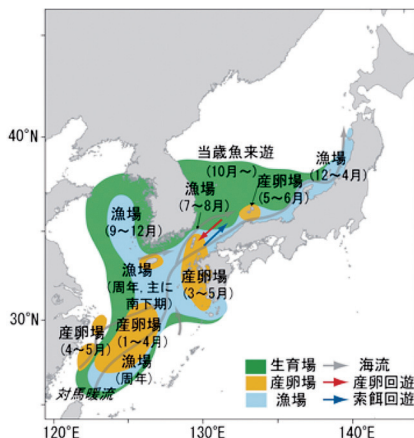 40°N
30°N
120°E
130°E
140°E
当歳魚来遊
(10月～)
漁場
(7～8月)
産卵場
(5～6月)
漁場
(12～4月)
漁場
(9～12月)
漁場
(周年，主に
南下期)
産卵場
(3～5月)
産卵場
(4～5月)
産卵場
(1～4月)
漁場
(周年)
対馬暖流
生育場
産卵場
漁場
海流
産卵回遊
索餌回遊